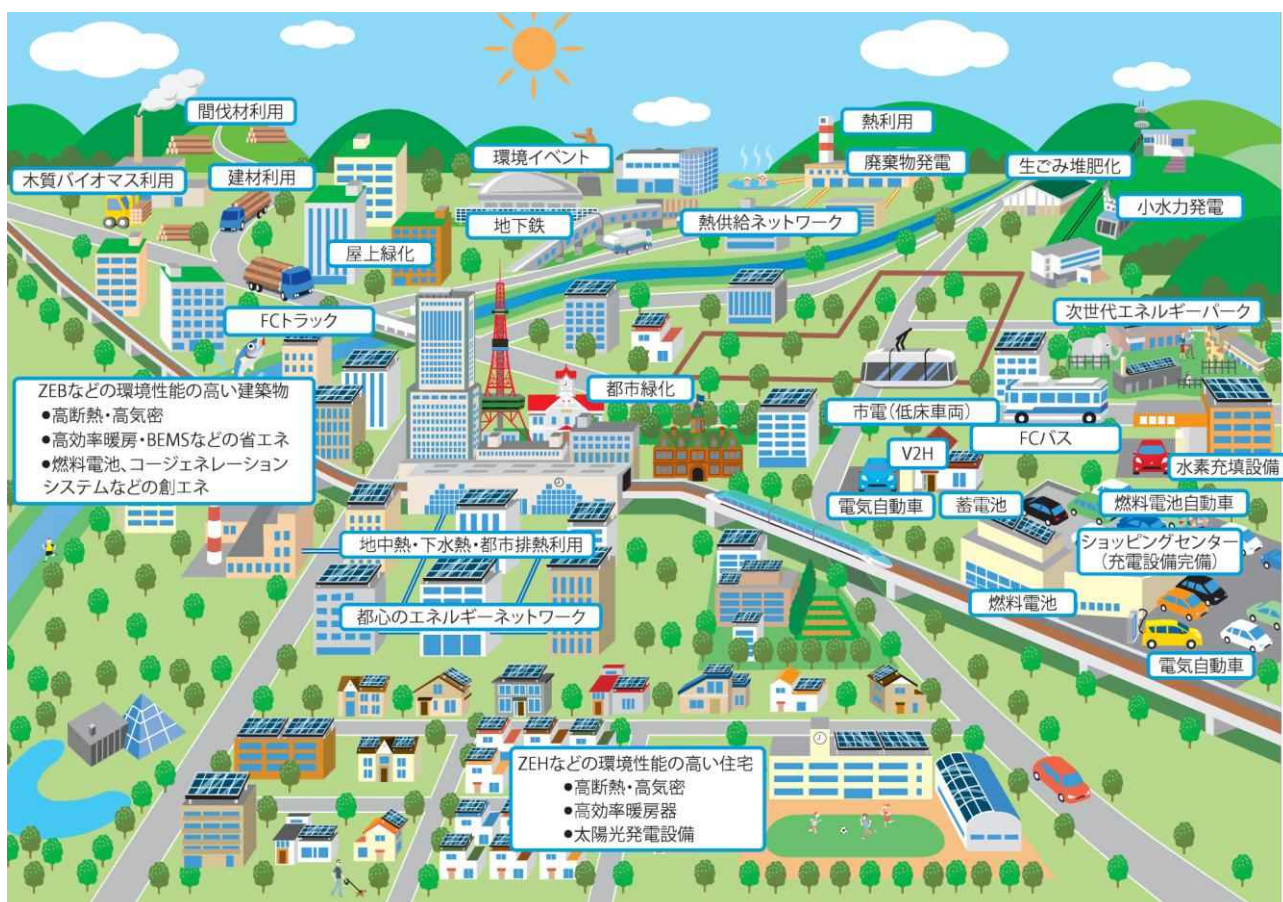 間伐材利用
熱利用
環境イベント
廃棄物発電
生ごみ堆肥化
木質バイオマス利用
建材利用
小水力発電
地下鉄
熱供給ネットワーク
屋上緑化
次世代エネルギーパーク
FCトラック
ZEBなどの環境性能の高い建築物
●高断熱・高気密
●高効率暖房・BEMSなどの省エネ
●燃料電池、コージェネレーション
システムなどの創エネ
都市緑化
市電(低床車両)
FCバス
V2H
水素充填設備
電気自動車
蓄電池
燃料電池自動車
ショッピングセンター
(充電設備完備)
地中熱・下水熱・都市排熱利用
燃料電池
都心のエネルギーネットワーク
電気自動車
ZEHなどの環境性能の高い住宅
●高断熱・高気密
●高効率暖房器
●太陽光発電設備